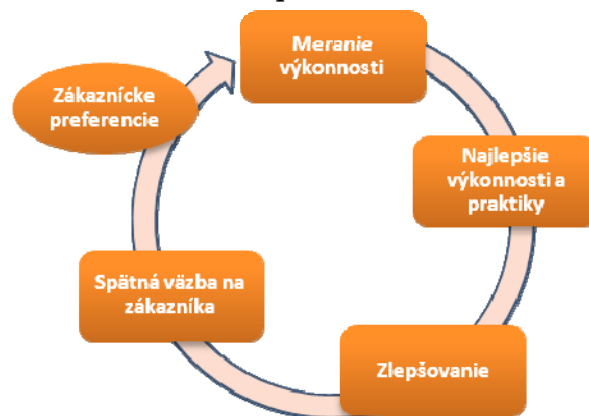 Meranie
výkonnosti
Najlepšie
výkonnosti a
praktiky
Zlepšovanie
Spätná väzba na
zákazníka
Zákaznícke
preferencie